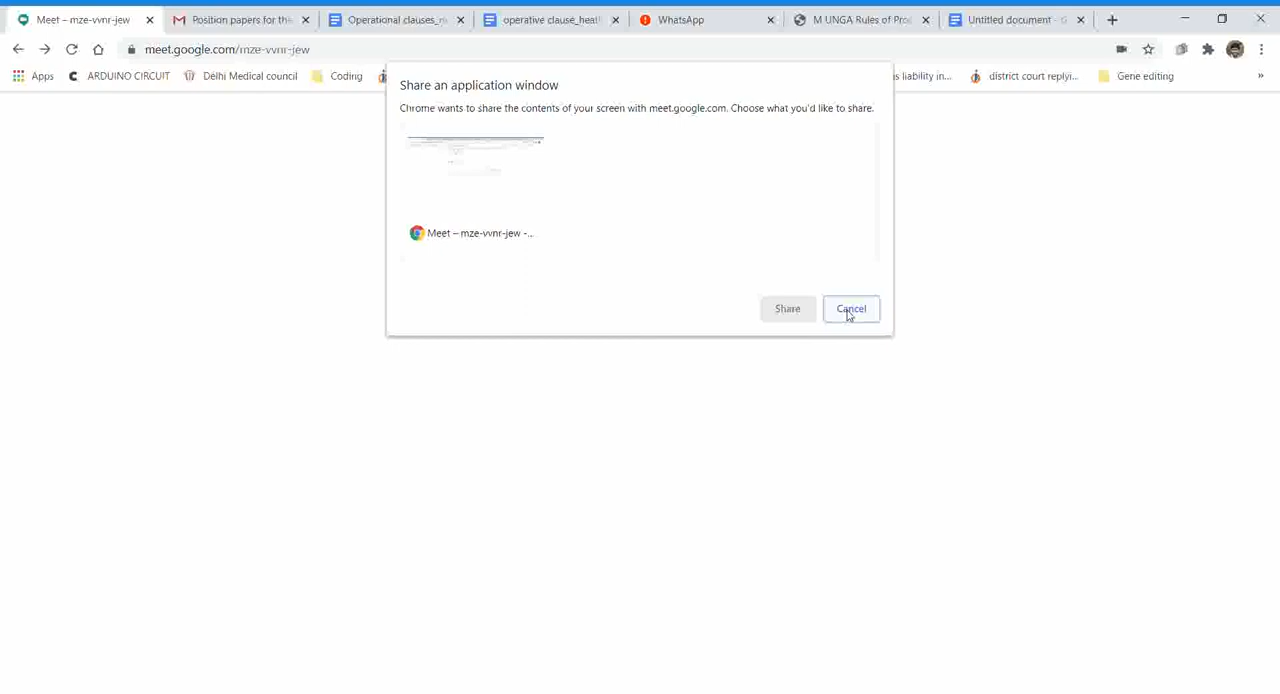 Meet – mze-vvnr-jew
Position papers for the
Operational clauses_n
operative clause_healt
WhatsApp
M UNGA Rules of Pro
Untitled document - G
meet.google.com/mze-vvnr-jew
Apps
ARDUINO CIRCUIT
Delhi Medical council
Coding
s liability in...
district court replyi...
Gene editing
»
Share an application window
Chrome wants to share the contents of your screen with meet.google.com. Choose what you'd like to share.
Meet – mze-vvnr-jew -...
Share
Cancel